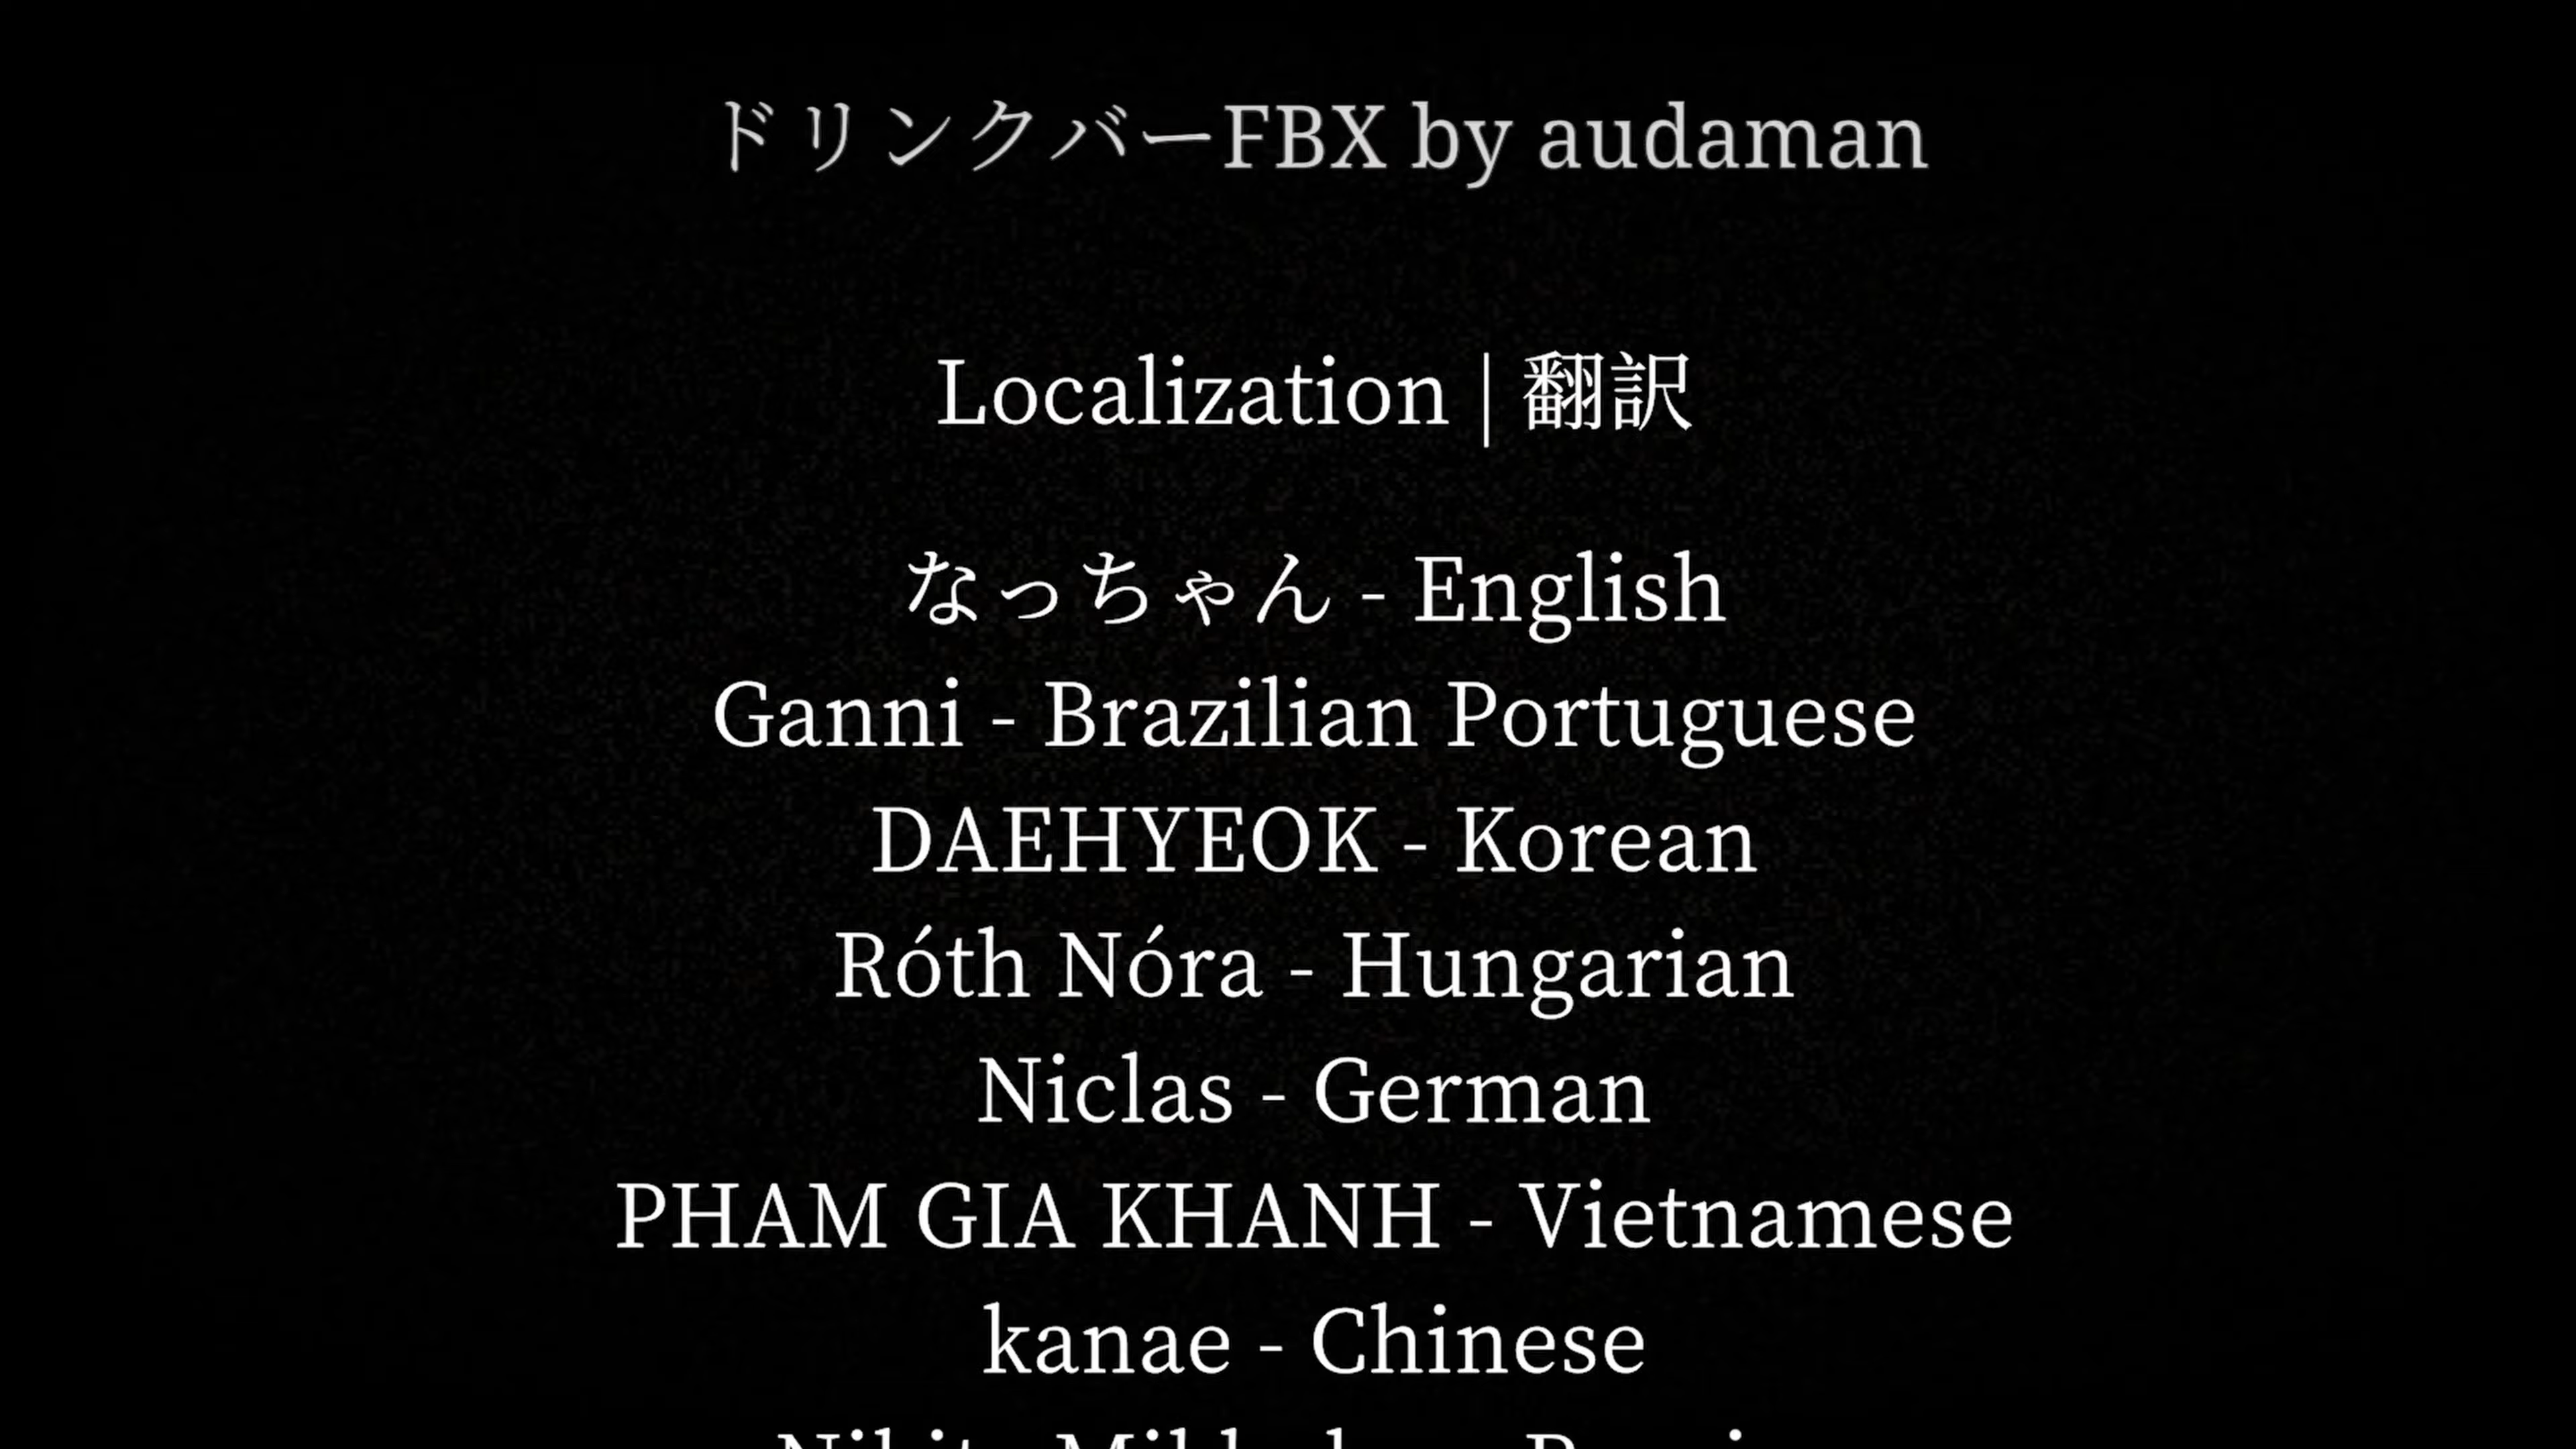 ドリンクバーFBX by audaman
Localization | 翻訳
なっちゃん - English
Ganni - Brazilian Portuguese
DAEHYEOK - Korean
Róth Nóra - Hungarian
Niclas - German
PHAM GIA KHANH - Vietnamese
kanae - Chinese